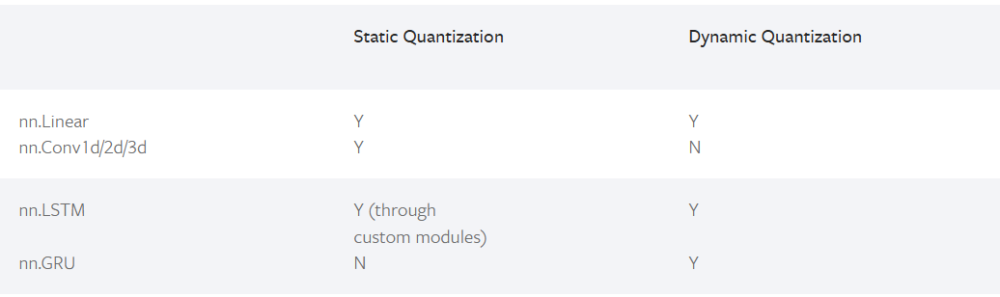 Static Quantization Dynamic Quantization
nn.Linear Y Y
nn.Conv1d/2d/3d Y N
nn.LSTM Y (through Y
custom modules)
nn.GRU N Y